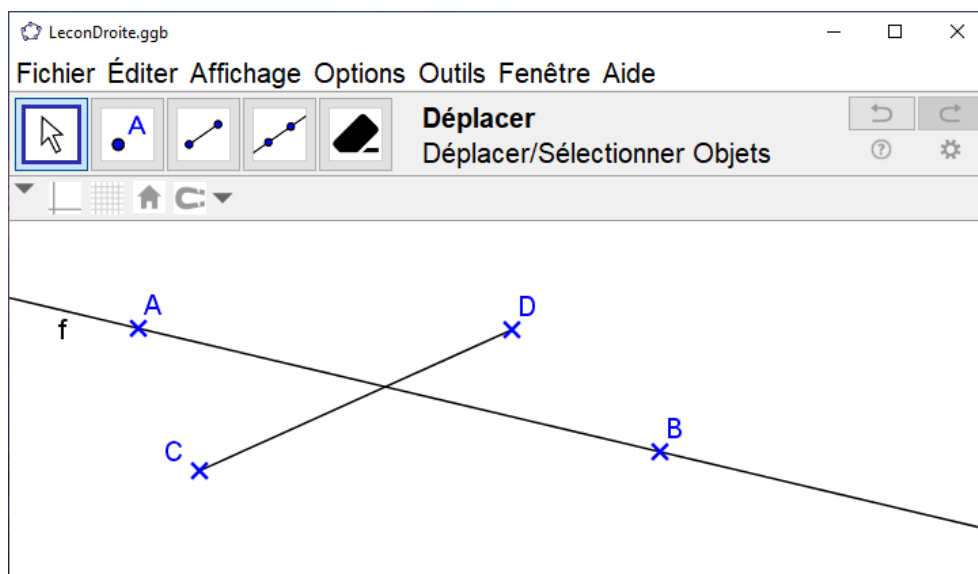 LeconDroite.ggb
Fichier Éditer Affichage Options Outils Fenêtre Aide
A
Déplacer
Déplacer/Sélectionner Objets
A
D
f
B
C